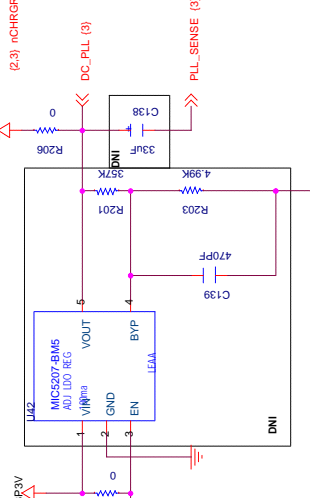 {2,3} nCHRGR
DC_PLL {3}
PLL_SENSE {3}
0
R206
C138
33uF
DNI
357K
R201
4.99K
R203
470PF
C139
5
4
VOUT
BYP
MIC5207-BM5
ADJ LDO REG
LEAA
U42
VIN
GND
EN
1
2
3
DNI
0